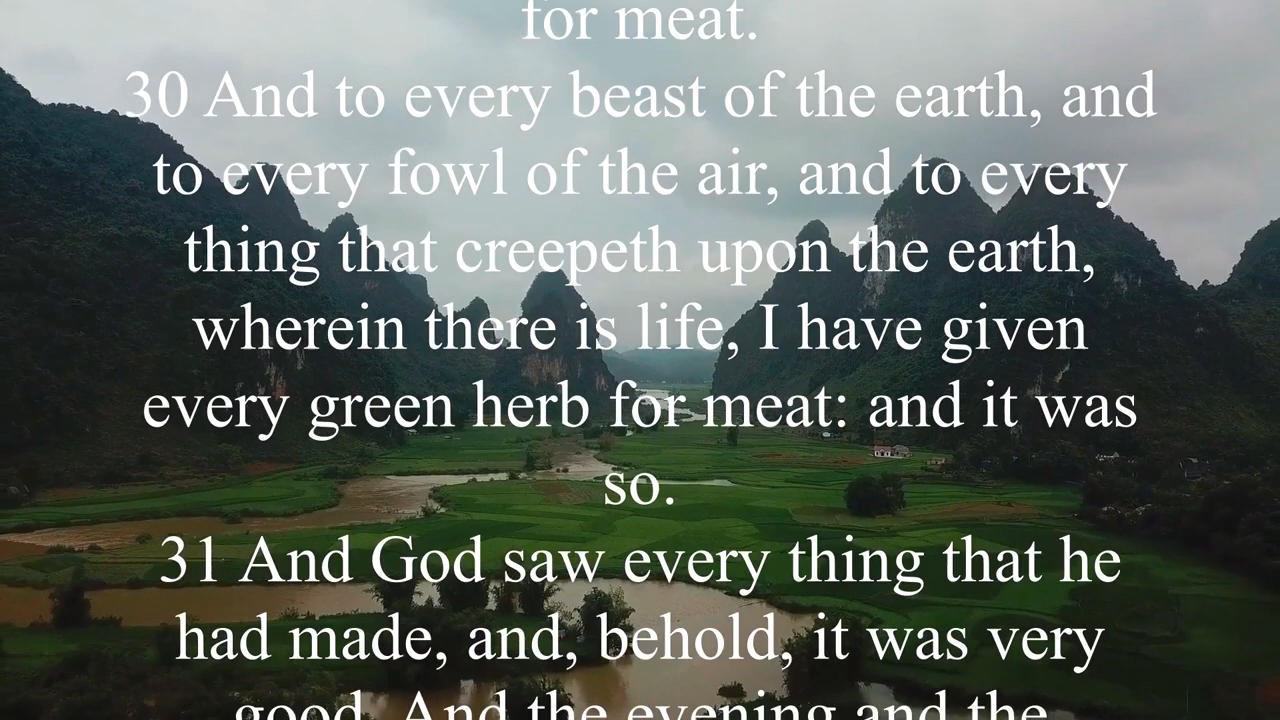 for meat.
30 And to every beast of the earth, and
to every fowl of the air, and to every
thing that creepeth upon the earth,
wherein there is life, I have given
every green herb for meat: and it was
so.
31 And God saw every thing that he
had made, and, behold, it was very
good. And the evening and the